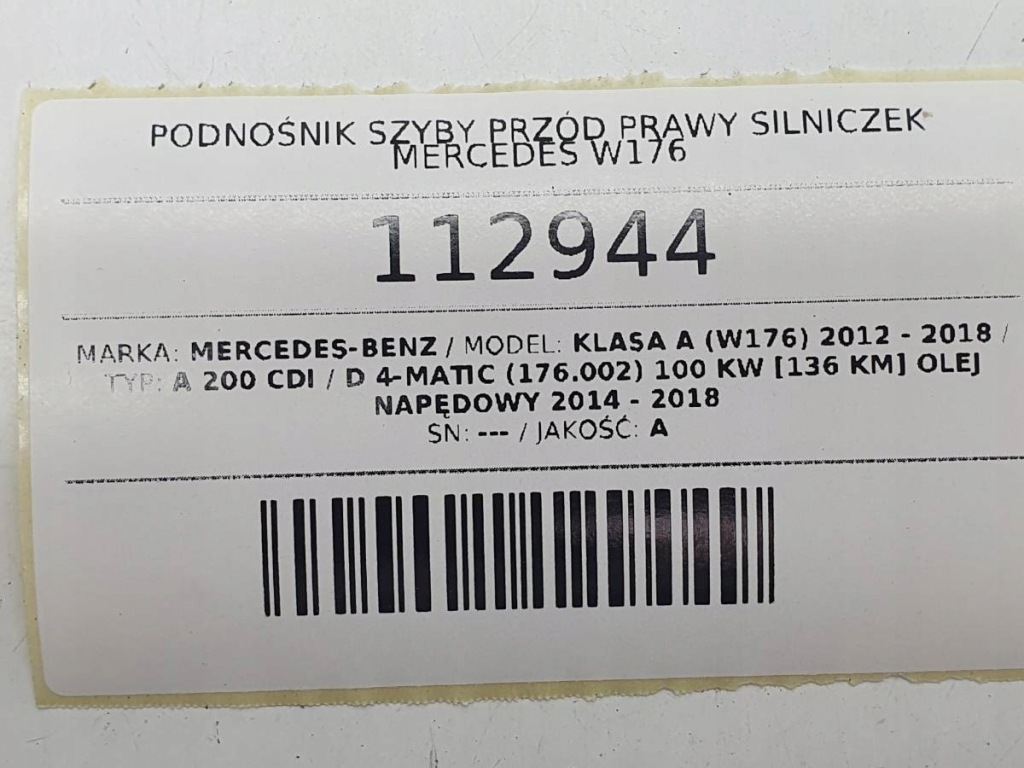 PODNOŚNIK SZYBY PRZÓD PRAWY SILNICZEK
MERCEDES W176
112944
MARKA: MERCEDES-BENZ / MODEL: KLASA A (W176) 2012 - 2018 /
TYP: A 200 CDI / D 4-MATIC (176.002) 100 KW [136 KM] OLEJ
NAPĘDOWY 2014 - 2018
SN: --- / JAKOŚĆ: A